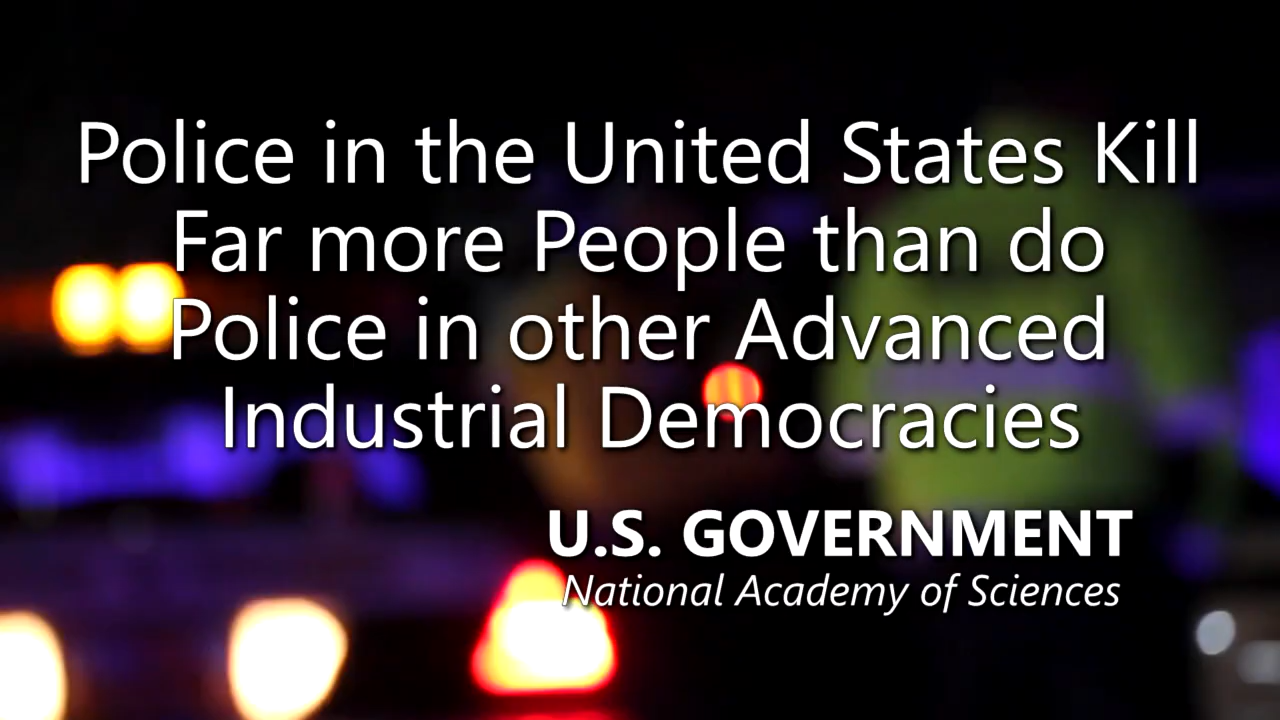 Police in the United States Kill
Far more People than do
Police in other Advanced
Industrial Democracies
U.S. GOVERNMENT
National Academy of Sciences